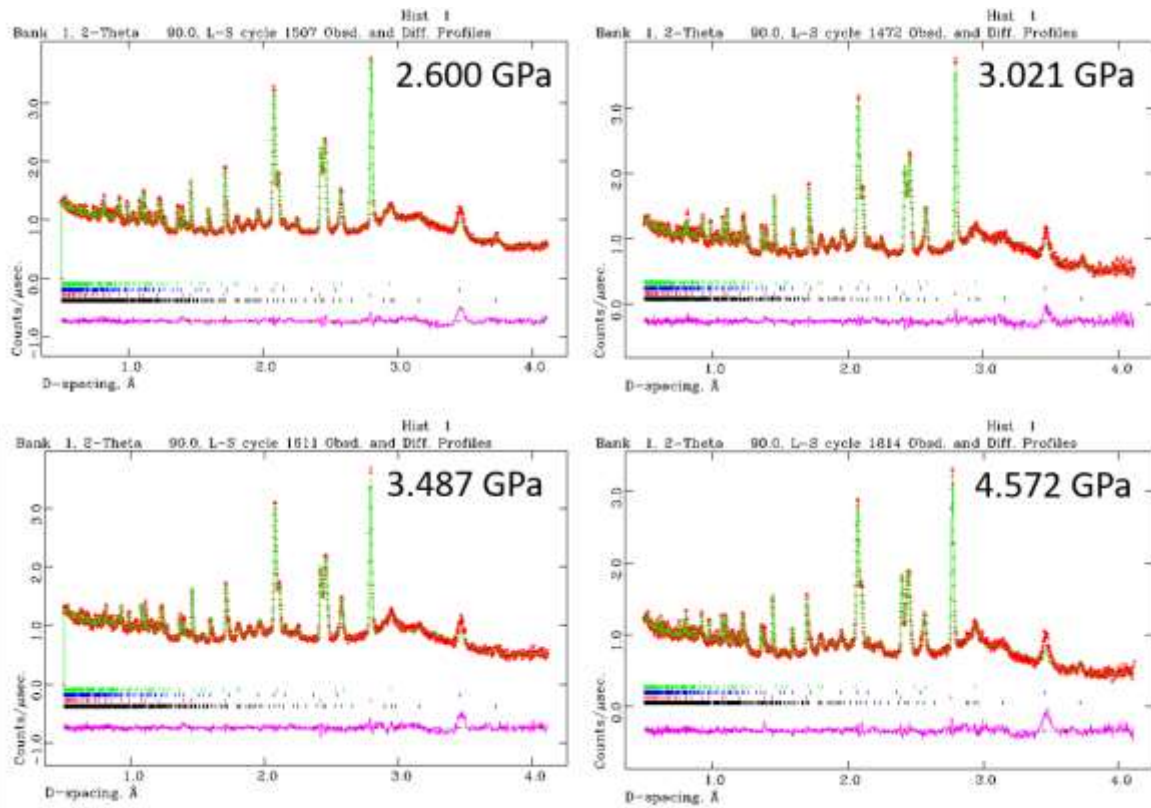 Hist 1
Bank 1, 2-Theta 90.0, L-S cycle 1507 Obsd. and Diff. Profiles
2.600 GPa
Counts/μsec.
3.0
2.0
1.0
0.0
-1.0
1.0 2.0 3.0 4.0
D-spacing, Å
Hist 1
Bank 1, 2-Theta 90.0, L-S cycle 1472 Obsd. and Diff. Profiles
3.021 GPa
Counts/μsec.
3.0
2.0
1.0
0.0
1.0 2.0 3.0 4.0
D-spacing, Å
Hist 1
Bank 1, 2-Theta 90.0, L-S cycle 1611 Obsd. and Diff. Profiles
3.487 GPa
Counts/μsec.
3.0
2.0
1.0
0.0
-1.0
1.0 2.0 3.0 4.0
D-spacing, Å
Hist 1
Bank 1, 2-Theta 90.0, L-S cycle 1814 Obsd. and Diff. Profiles
4.572 GPa
Counts/μsec.
3.0
2.0
1.0
0.0
1.0 2.0 3.0 4.0
D-spacing, Å